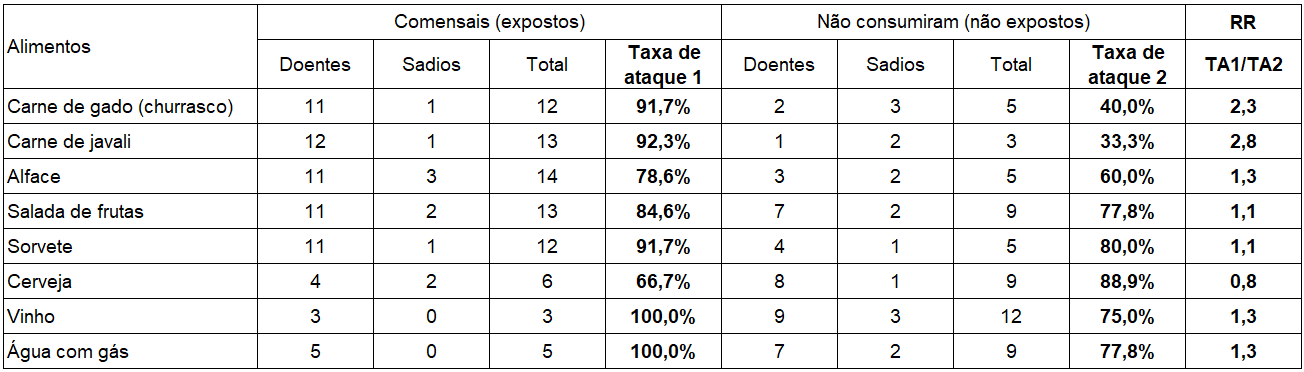 Alimentos Comensais (expostos) Não consumiram (não expostos) RR
Doentes Sadios Total Taxa de ataque 1 Doentes Sadios Total Taxa de ataque 2 TA1/TA2
Carne de gado (churrasco) 11 1 12 91,7% 2 3 5 40,0% 2,3
Carne de javali 12 1 13 92,3% 1 2 3 33,3% 2,8
Alface 11 3 14 78,6% 3 2 5 60,0% 1,3
Salada de frutas 11 2 13 84,6% 7 2 9 77,8% 1,1
Sorvete 11 1 12 91,7% 4 1 5 80,0% 1,1
Cerveja 4 2 6 66,7% 8 1 9 88,9% 0,8
Vinho 3 0 3 100,0% 9 3 12 75,0% 1,3
Água com gás 5 0 5 100,0% 7 2 9 77,8% 1,3